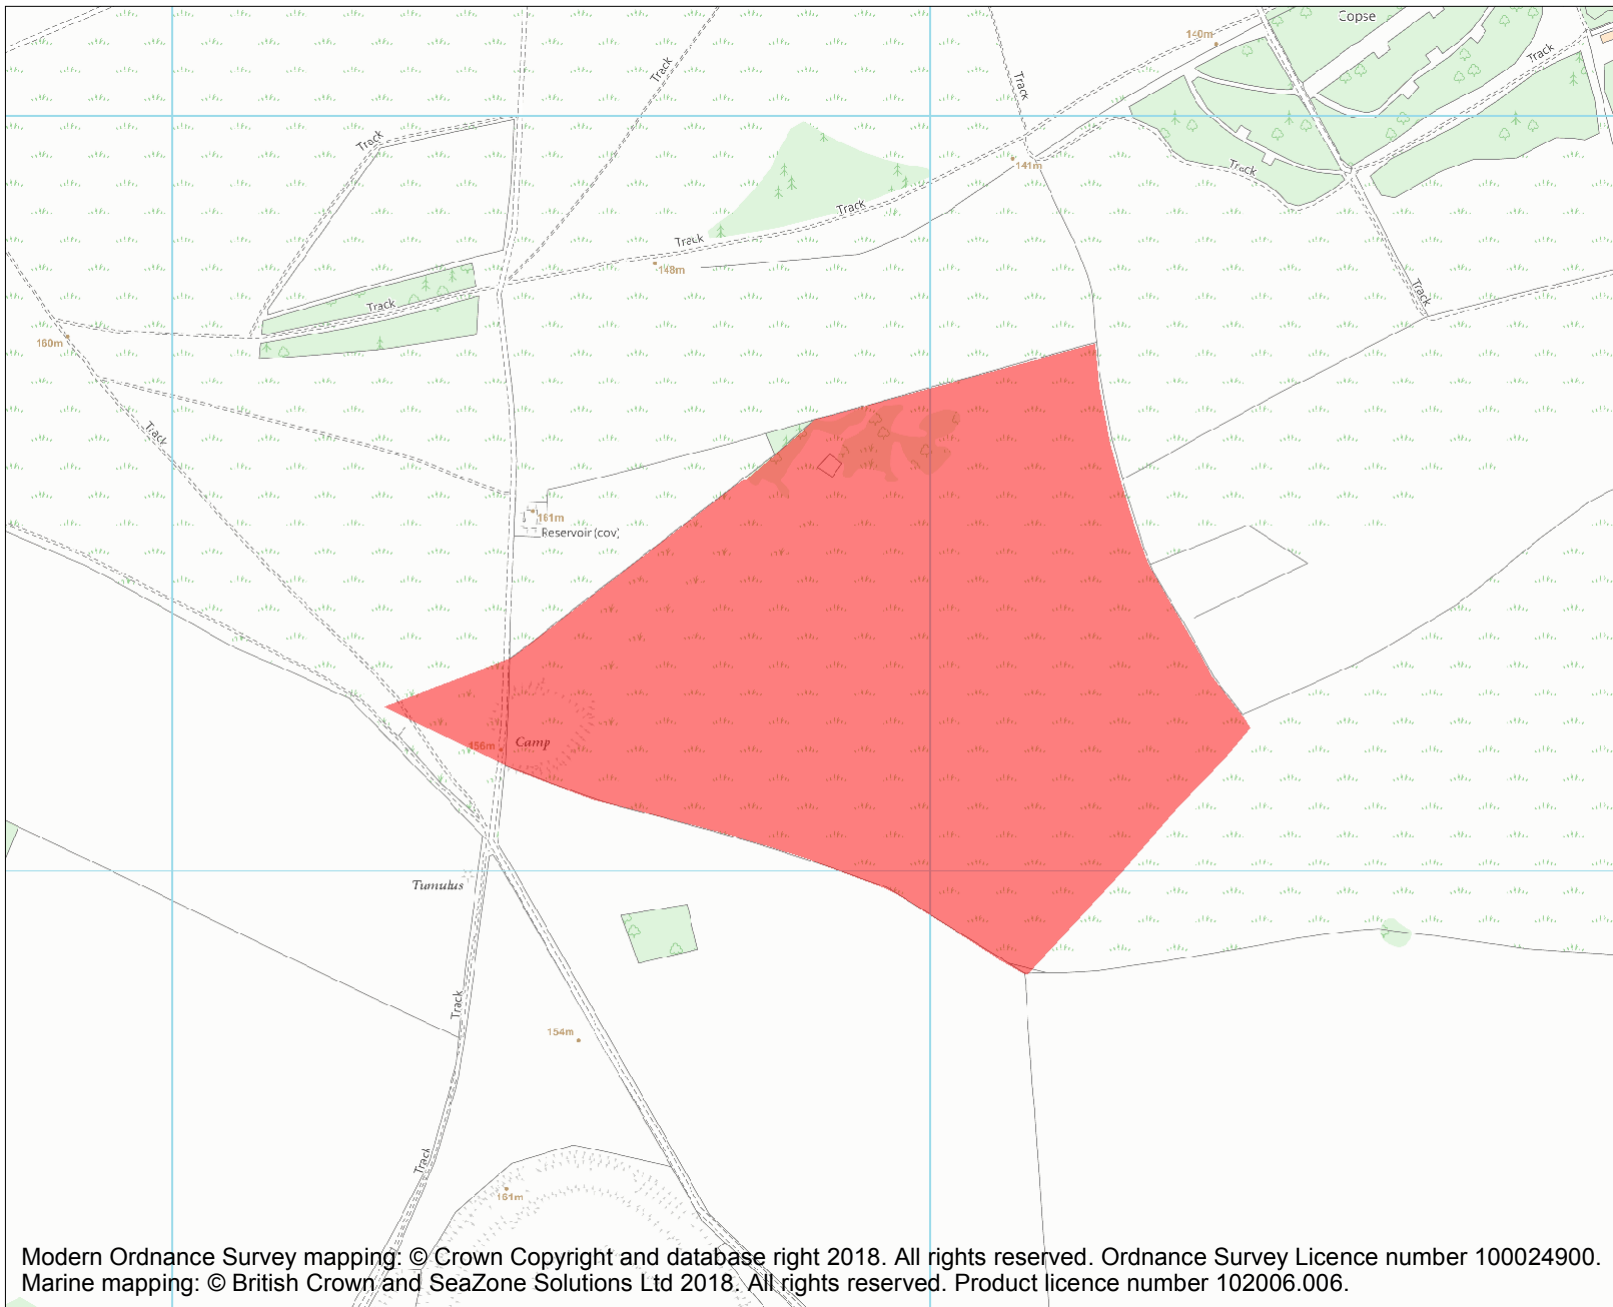 Copse
140m
Track
Track
Track
Track
141m
Track
Track
Track
148m
Track
Track
160m
Track
161m
Reservoir (cov)
156m
Camp
Tumulus
Track
154m
Track
161m
Modern Ordnance Survey mapping: © Crown Copyright and database right 2018. All rights reserved. Ordnance Survey Licence number 100024900.
Marine mapping: © British Crown and SeaZone Solutions Ltd 2018. All rights reserved. Product licence number 102006.006.